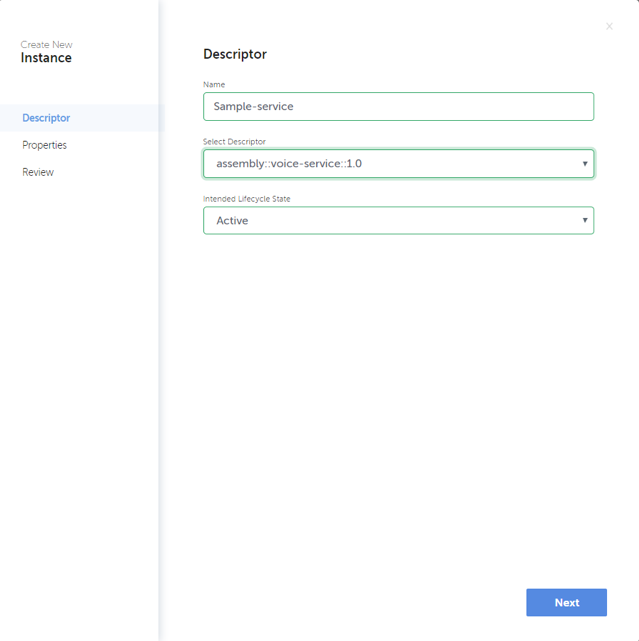 Create New
Instance
Descriptor
Properties
Review
Descriptor
Name
Sample-service
Select Descriptor
assembly::voice-service::1.0
Intended Lifecycle State
Active
Next